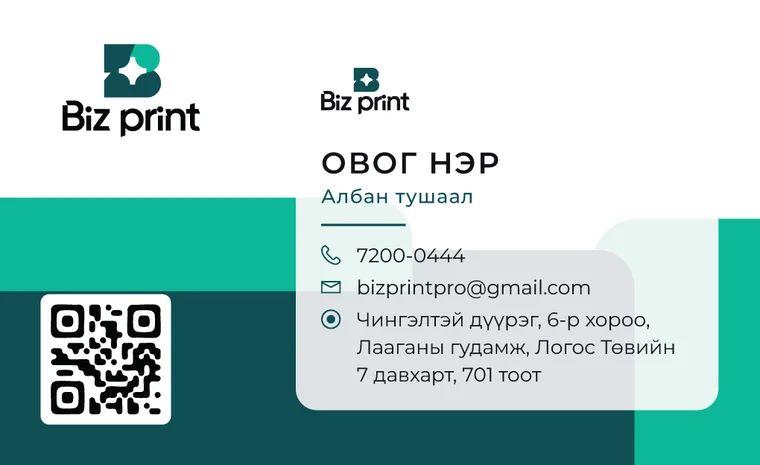 Biz print
Biz print
ОВОГ НЭР
Албан тушаал
7200-0444
bizprintpro@gmail.com
Чингэлтэй дүүрэг, 6-р хороо,
Лааганы гудамж, Логос Төвийн
7 давхарт, 701 тоот